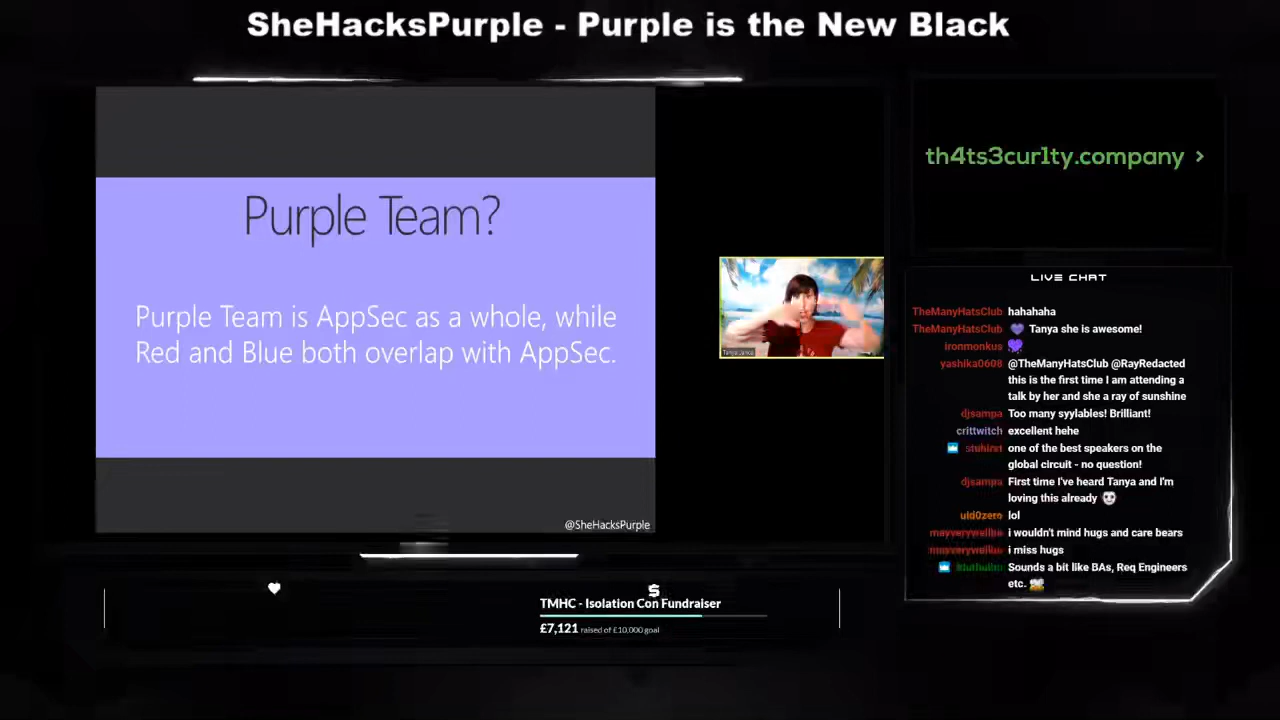 SheHacksPurple - Purple is the New Black
Purple Team?
Purple Team is AppSec as a whole, while
Red and Blue both overlap with AppSec.
@SheHacksPurple
th4ts3cur1ty.company >
LIVE CHAT
TheManyHatsClub hahahaha
TheManyHatsClub Tanya she is awesome!
ironmonkus
yashika0608 @TheManyHatsClub @RayRedacted
this is the first time I am attending a
talk by her and she a ray of sunshine
djsampa Too many syylables! Brilliant!
crittwitch excellent hehe
one of the best speakers on the
global circuit - no question!
djsampa First time I've heard Tanya and I'm
loving this already
uid0zero lol
i wouldn't mind hugs and care bears
i miss hugs
Sounds a bit like BAs, Req Engineers
etc.
TMHC - Isolation Con Fundraiser
£7,121 raised of £10,000 goal